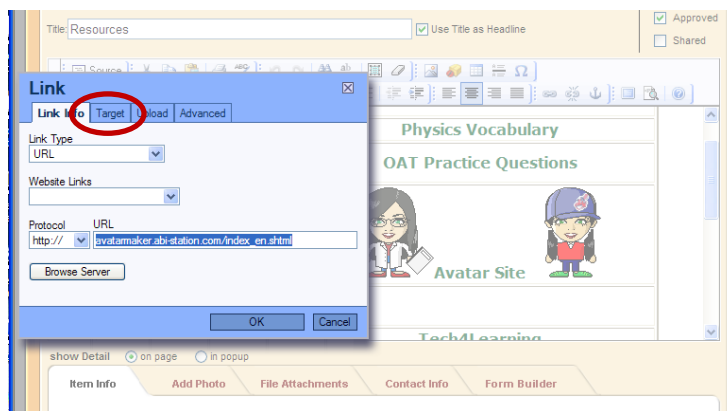 Title: Resources
Use Title as Headline
Approved
Shared
Source
Link
Link Info Target Upload Advanced
Link Type
URL
Website Links
Protocol URL
http:// avatarmaker.abi-station.com/index_en.shtml
Browse Server
OK Cancel
Physics Vocabulary
OAT Practice Questions
Avatar Site
Tech4Learning
show Detail on page in popup
Item Info Add Photo File Attachments Contact Info Form Builder